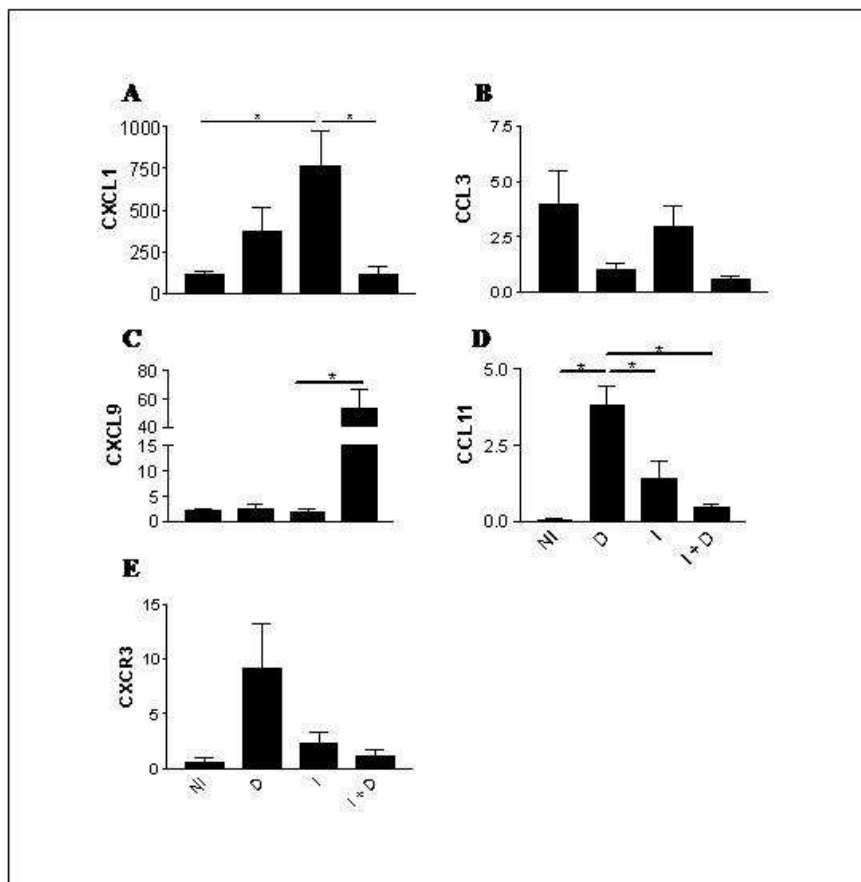 A
* *
CXCL1
1000
750
500
250
0
B
CCL3
7.5
5.0
2.5
0.0
C
*
CXCL9
80
60
40
15
10
5
0
D
*
* *
CCL11
5.0
2.5
0.0
NI D I I + D
E
CXCR3
15
10
5
0
NI D I I + D